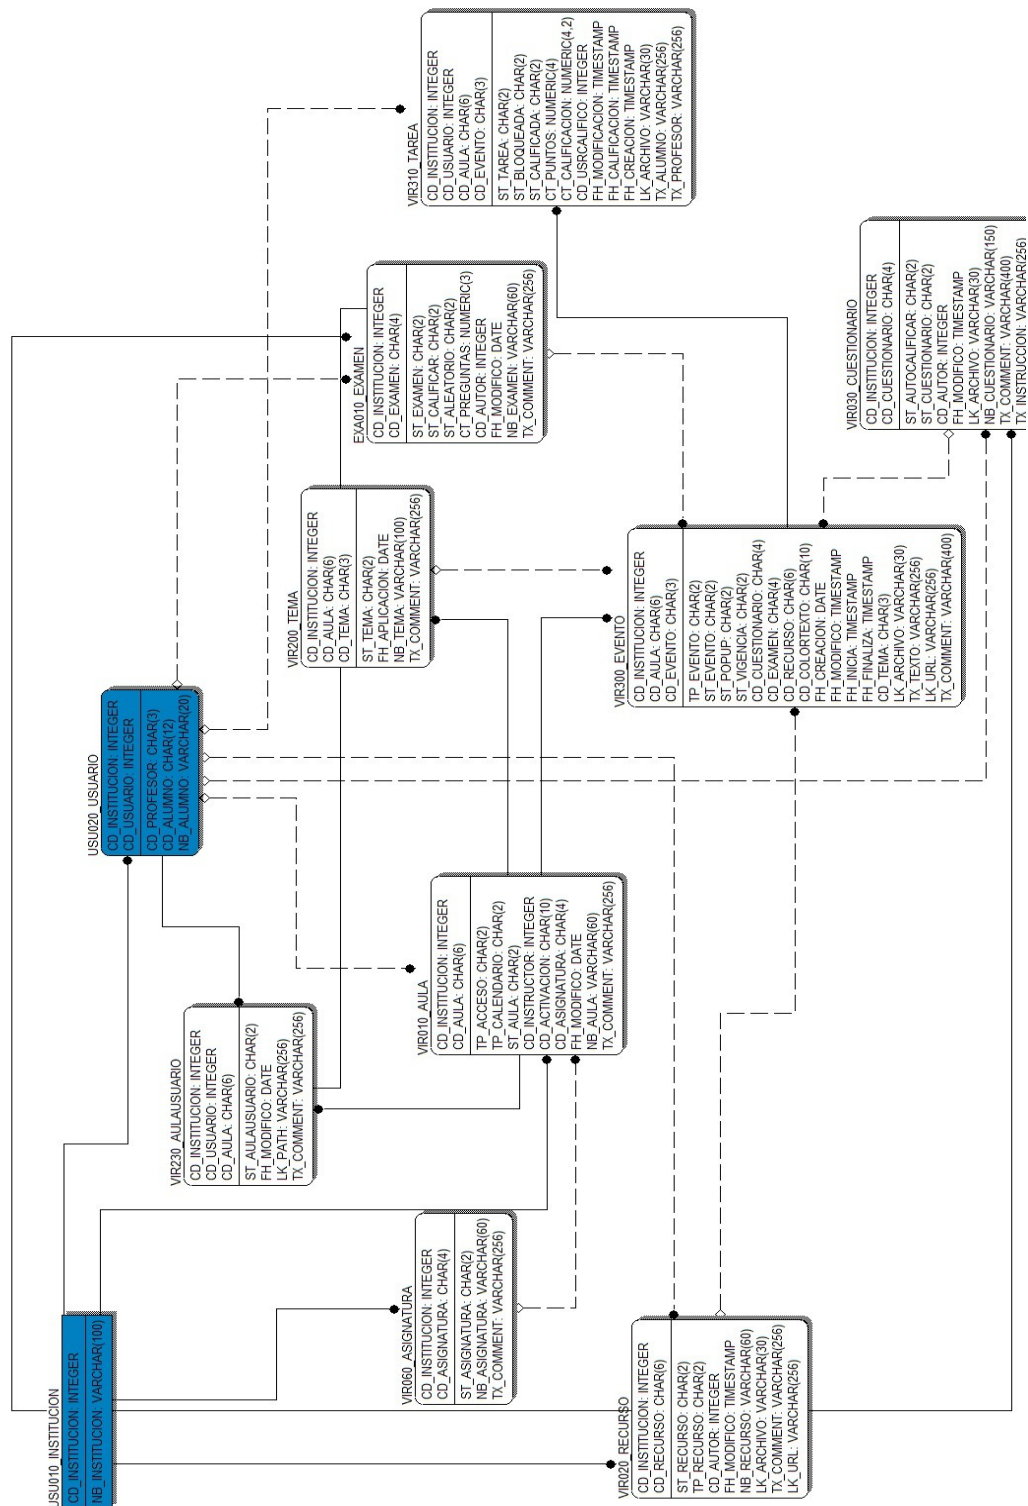 USU010_INSTITUCION
CD_INSTITUCION: INTEGER
NB_INSTITUCION: VARCHAR(100)
USU020_USUARIO
CD_INSTITUCION: INTEGER
CD_USUARIO: INTEGER
CD_PROFESOR: CHAR(3)
CD_ALUMNO: CHAR(12)
NB_ALUMNO: VARCHAR(20)
VIR230_AULAUSUARIO
CD_INSTITUCION: INTEGER
CD_USUARIO: INTEGER
CD_AULA: CHAR(6)
ST_AULAUSUARIO: CHAR(2)
FH_MODIFICO: DATE
LK_PATH: VARCHAR(256)
TX_COMMENT: VARCHAR(256)
VIR200_TEMA
CD_INSTITUCION: INTEGER
CD_AULA: CHAR(6)
CD_TEMA: CHAR(3)
ST_TEMA: CHAR(2)
FH_APLICACION: DATE
NB_TEMA: VARCHAR(100)
TX_COMMENT: VARCHAR(256)
EXA010_EXAMEN
CD_INSTITUCION: INTEGER
CD_EXAMEN: CHAR(4)
ST_EXAMEN: CHAR(2)
ST_CALIFICAR: CHAR(2)
ST_ALEATORIO: CHAR(2)
CT_PREGUNTAS: NUMERIC(3)
CD_AUTOR: INTEGER
FH_MODIFICO: DATE
NB_EXAMEN: VARCHAR(60)
TX_COMMENT: VARCHAR(256)
VIR310_TAREA
CD_INSTITUCION: INTEGER
CD_USUARIO: INTEGER
CD_AULA: CHAR(6)
CD_EVENTO: CHAR(3)
ST_TAREA: CHAR(2)
ST_BLOQUEADA: CHAR(2)
ST_CALIFICADA: CHAR(2)
CT_PUNTOS: NUMERIC(4)
CT_CALIFICACION: NUMERIC(4,2)
CD_USRCALIFICO: INTEGER
FH_MODIFICACION: TIMESTAMP
FH_CALIFICACION: TIMESTAMP
FH_CREACION: TIMESTAMP
LK_ARCHIVO: VARCHAR(30)
TX_ALUMNO: VARCHAR(256)
TX_PROFESOR: VARCHAR(256)
VIR060_ASIGNATURA
CD_INSTITUCION: INTEGER
CD_ASIGNATURA: CHAR(4)
ST_ASIGNATURA: CHAR(2)
NB_ASIGNATURA: VARCHAR(60)
TX_COMMENT: VARCHAR(256)
VIR010_AULA
CD_INSTITUCION: INTEGER
CD_AULA: CHAR(6)
TP_ACCESO: CHAR(2)
TP_CALENDARIO: CHAR(2)
ST_AULA: CHAR(2)
CD_INSTRUCTOR: INTEGER
CD_ACTIVACION: CHAR(10)
CD_ASIGNATURA: CHAR(4)
FH_MODIFICO: DATE
NB_AULA: VARCHAR(60)
TX_COMMENT: VARCHAR(256)
VIR020_RECURSO
CD_INSTITUCION: INTEGER
CD_RECURSO: CHAR(6)
ST_RECURSO: CHAR(2)
TP_RECURSO: CHAR(2)
CD_AUTOR: INTEGER
FH_MODIFICO: TIMESTAMP
NB_RECURSO: VARCHAR(60)
LK_ARCHIVO: VARCHAR(30)
TX_COMMENT: VARCHAR(256)
LK_URL: VARCHAR(256)
VIR300_EVENTO
CD_INSTITUCION: INTEGER
CD_AULA: CHAR(6)
CD_EVENTO: CHAR(3)
TP_EVENTO: CHAR(2)
ST_EVENTO: CHAR(2)
ST_POPUP: CHAR(2)
ST_VIGENCIA: CHAR(2)
CD_CUESTIONARIO: CHAR(4)
CD_EXAMEN: CHAR(4)
CD_RECURSO: CHAR(6)
CD_COLORTEXTO: CHAR(10)
FH_CREACION: DATE
FH_MODIFICO: TIMESTAMP
FH_INICIA: TIMESTAMP
FH_FINALIZA: TIMESTAMP
CD_TEMA: CHAR(3)
LK_ARCHIVO: VARCHAR(30)
TX_TEXTO: VARCHAR(256)
LK_URL: VARCHAR(256)
TX_COMMENT: VARCHAR(400)
VIR030_CUESTIONARIO
CD_INSTITUCION: INTEGER
CD_CUESTIONARIO: CHAR(4)
ST_AUTOCALIFICAR: CHAR(2)
ST_CUESTIONARIO: CHAR(2)
CD_AUTOR: INTEGER
FH_MODIFICO: TIMESTAMP
LK_ARCHIVO: VARCHAR(30)
NB_CUESTIONARIO: VARCHAR(150)
TX_COMMENT: VARCHAR(400)
TX_INSTRUCCION: VARCHAR(256)